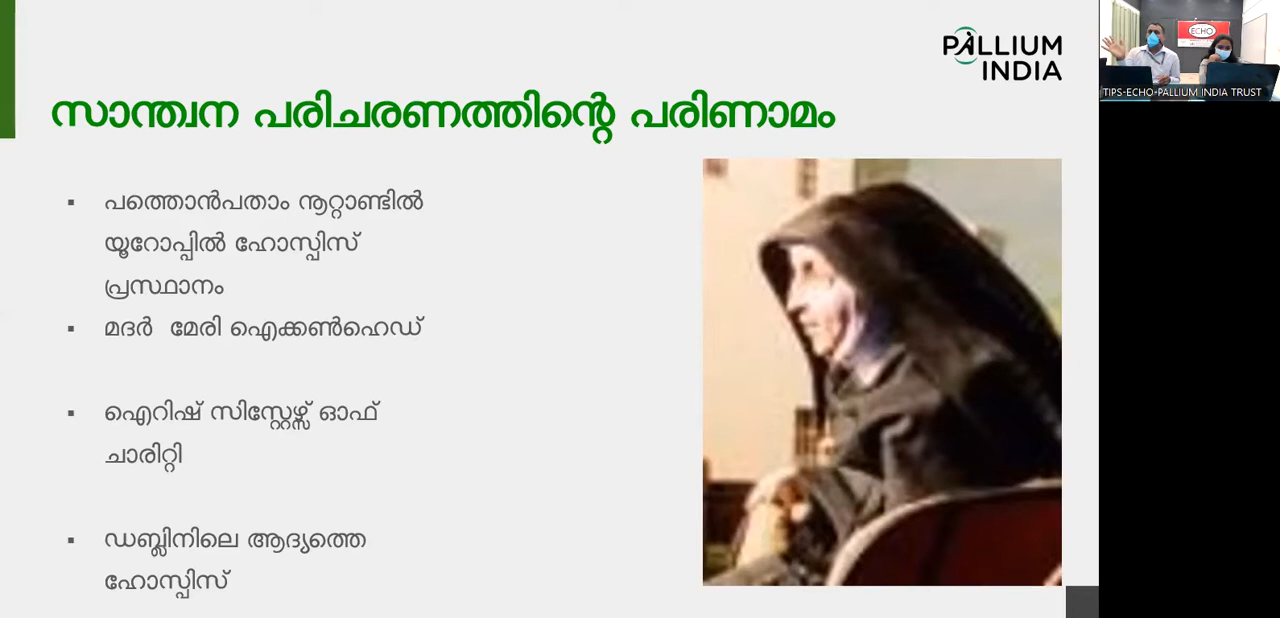 PALLIUM
INDIA
സാന്ത്വന പരിചരണത്തിന്റെ പരിണാമം
▪ പത്തൊൻപതാം നൂറ്റാണ്ടിൽ
യൂറോപ്പിൽ ഹോസ്പിസ്
പ്രസ്ഥാനം
▪ മദർ മേരി ഐക്കൺഹെഡ്
▪ ഐറിഷ് സിസ്റ്റേഴ്സ് ഓഫ്
ചാരിറ്റി
▪ ഡബ്ലിനിലെ ആദ്യത്തെ
ഹോസ്പിസ്
ECHO
TIPS-ECHO-PALLIUM INDIA TRUST